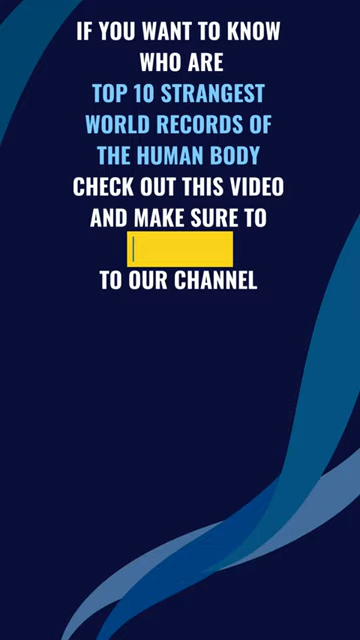 IF YOU WANT TO KNOW
WHO ARE
TOP 10 STRANGEST
WORLD RECORDS OF
THE HUMAN BODY
CHECK OUT THIS VIDEO
AND MAKE SURE TO
TO OUR CHANNEL